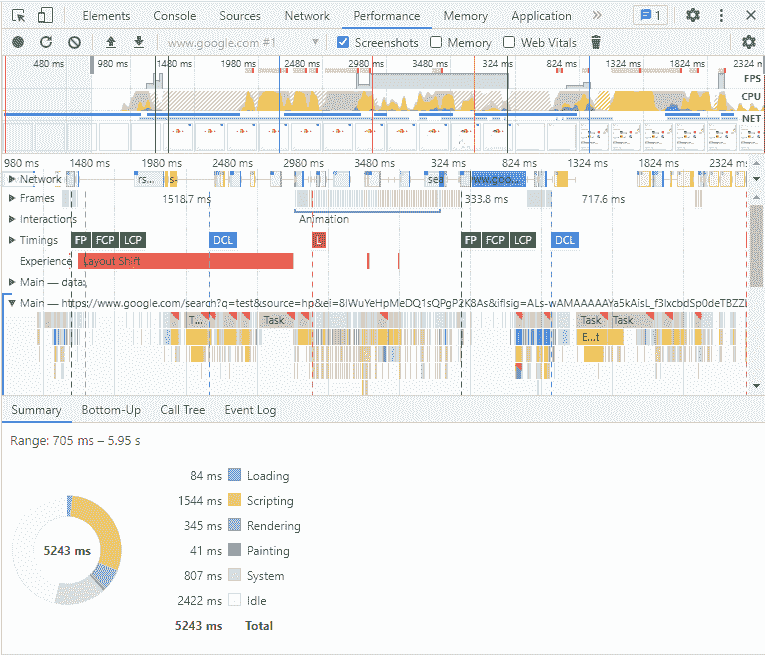 Elements Console Sources Network Performance Memory Application » 1
www.google.com #1 Screenshots Memory Web Vitals
480 ms 980 ms 1480 ms 1980 ms 2480 ms 2980 ms 3480 ms 324 ms 824 ms 1324 ms 1824 ms 2324 n
FPS
CPU
NET
980 ms 1480 ms 1980 ms 2480 ms 2980 ms 3480 ms 324 ms 824 ms 1324 ms 1824 ms 2324 ms
Network rs... s- sea
Frames 1518.7 ms 333.8 ms 717.6 ms
Interactions Animation
Timings FP FCP LCP DCL L FP FCP LCP DCL
Experience Layout Shift
Main — data:
Main — https://www.google.com/search?q=test&source=hp&ei=
T... Task Task Task
E...t
Summary Bottom-Up Call Tree Event Log
Range: 705 ms – 5.95 s
84 ms Loading
1544 ms Scripting
345 ms Rendering
41 ms Painting
807 ms System
2422 ms Idle
5243 ms Total
5243 ms